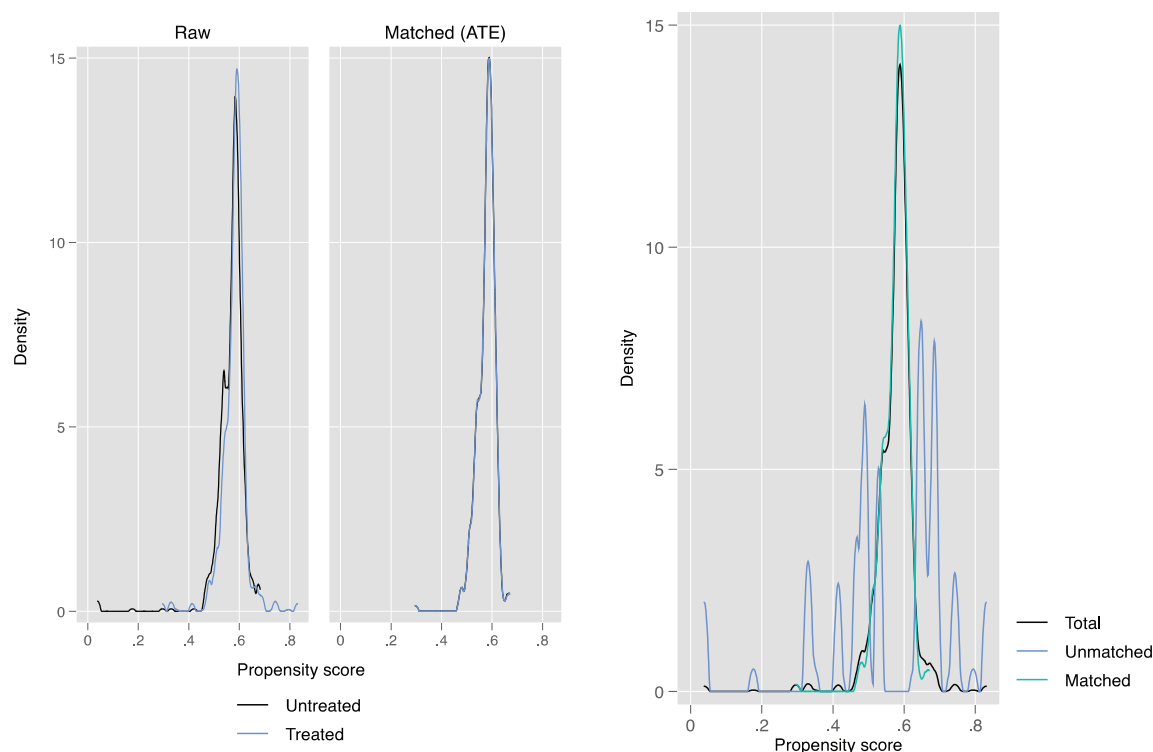 Raw
Matched (ATE)
15
10
5
0
Density
0 .2 .4 .6 .8
0 .2 .4 .6 .8
Propensity score
Untreated
Treated
15
10
5
0
Density
0 .2 .4 .6 .8
Propensity score
Total
Unmatched
Matched